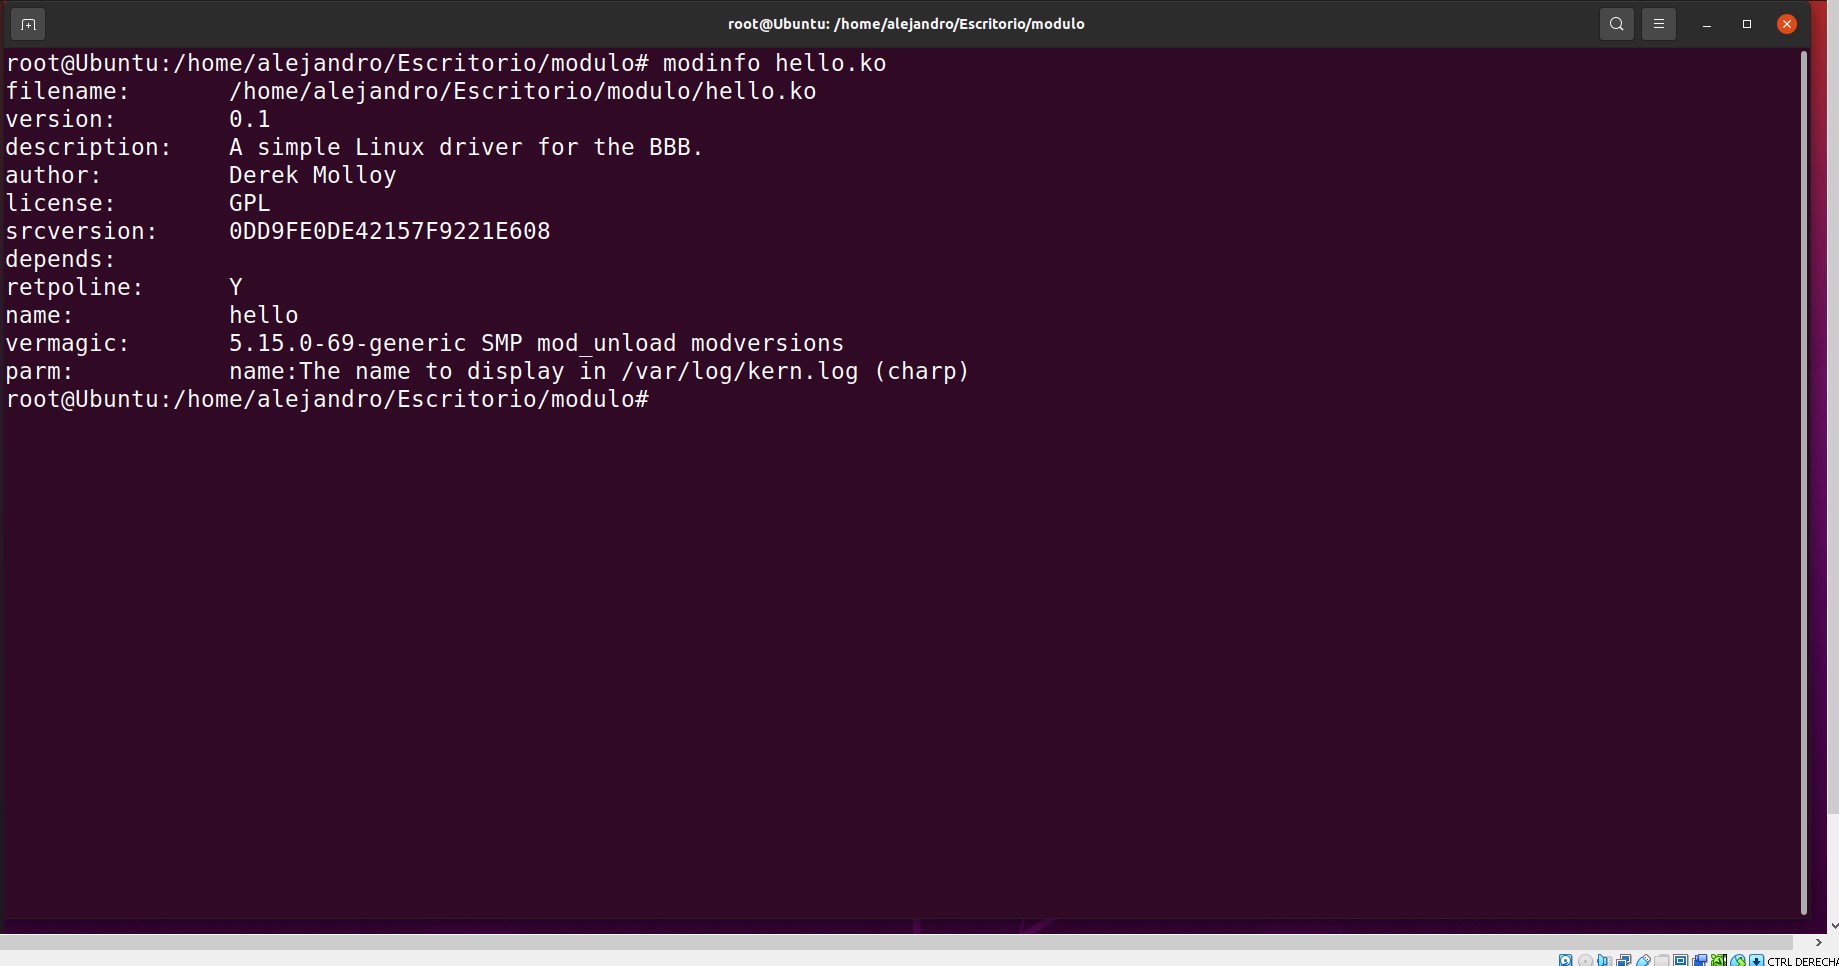 root@Ubuntu: /home/alejandro/Escritorio/modulo
root@Ubuntu:/home/alejandro/Escritorio/modulo# modinfo hello.ko
filename:       /home/alejandro/Escritorio/modulo/hello.ko
version:        0.1
description:    A simple Linux driver for the BBB.
author:         Derek Molloy
license:        GPL
srcversion:     0DD9FE0DE42157F9221E608
depends:
retpoline:      Y
name:           hello
vermagic:       5.15.0-69-generic SMP mod_unload modversions
parm:           name:The name to display in /var/log/kern.log (charp)
root@Ubuntu:/home/alejandro/Escritorio/modulo#
CTRL DERECHA